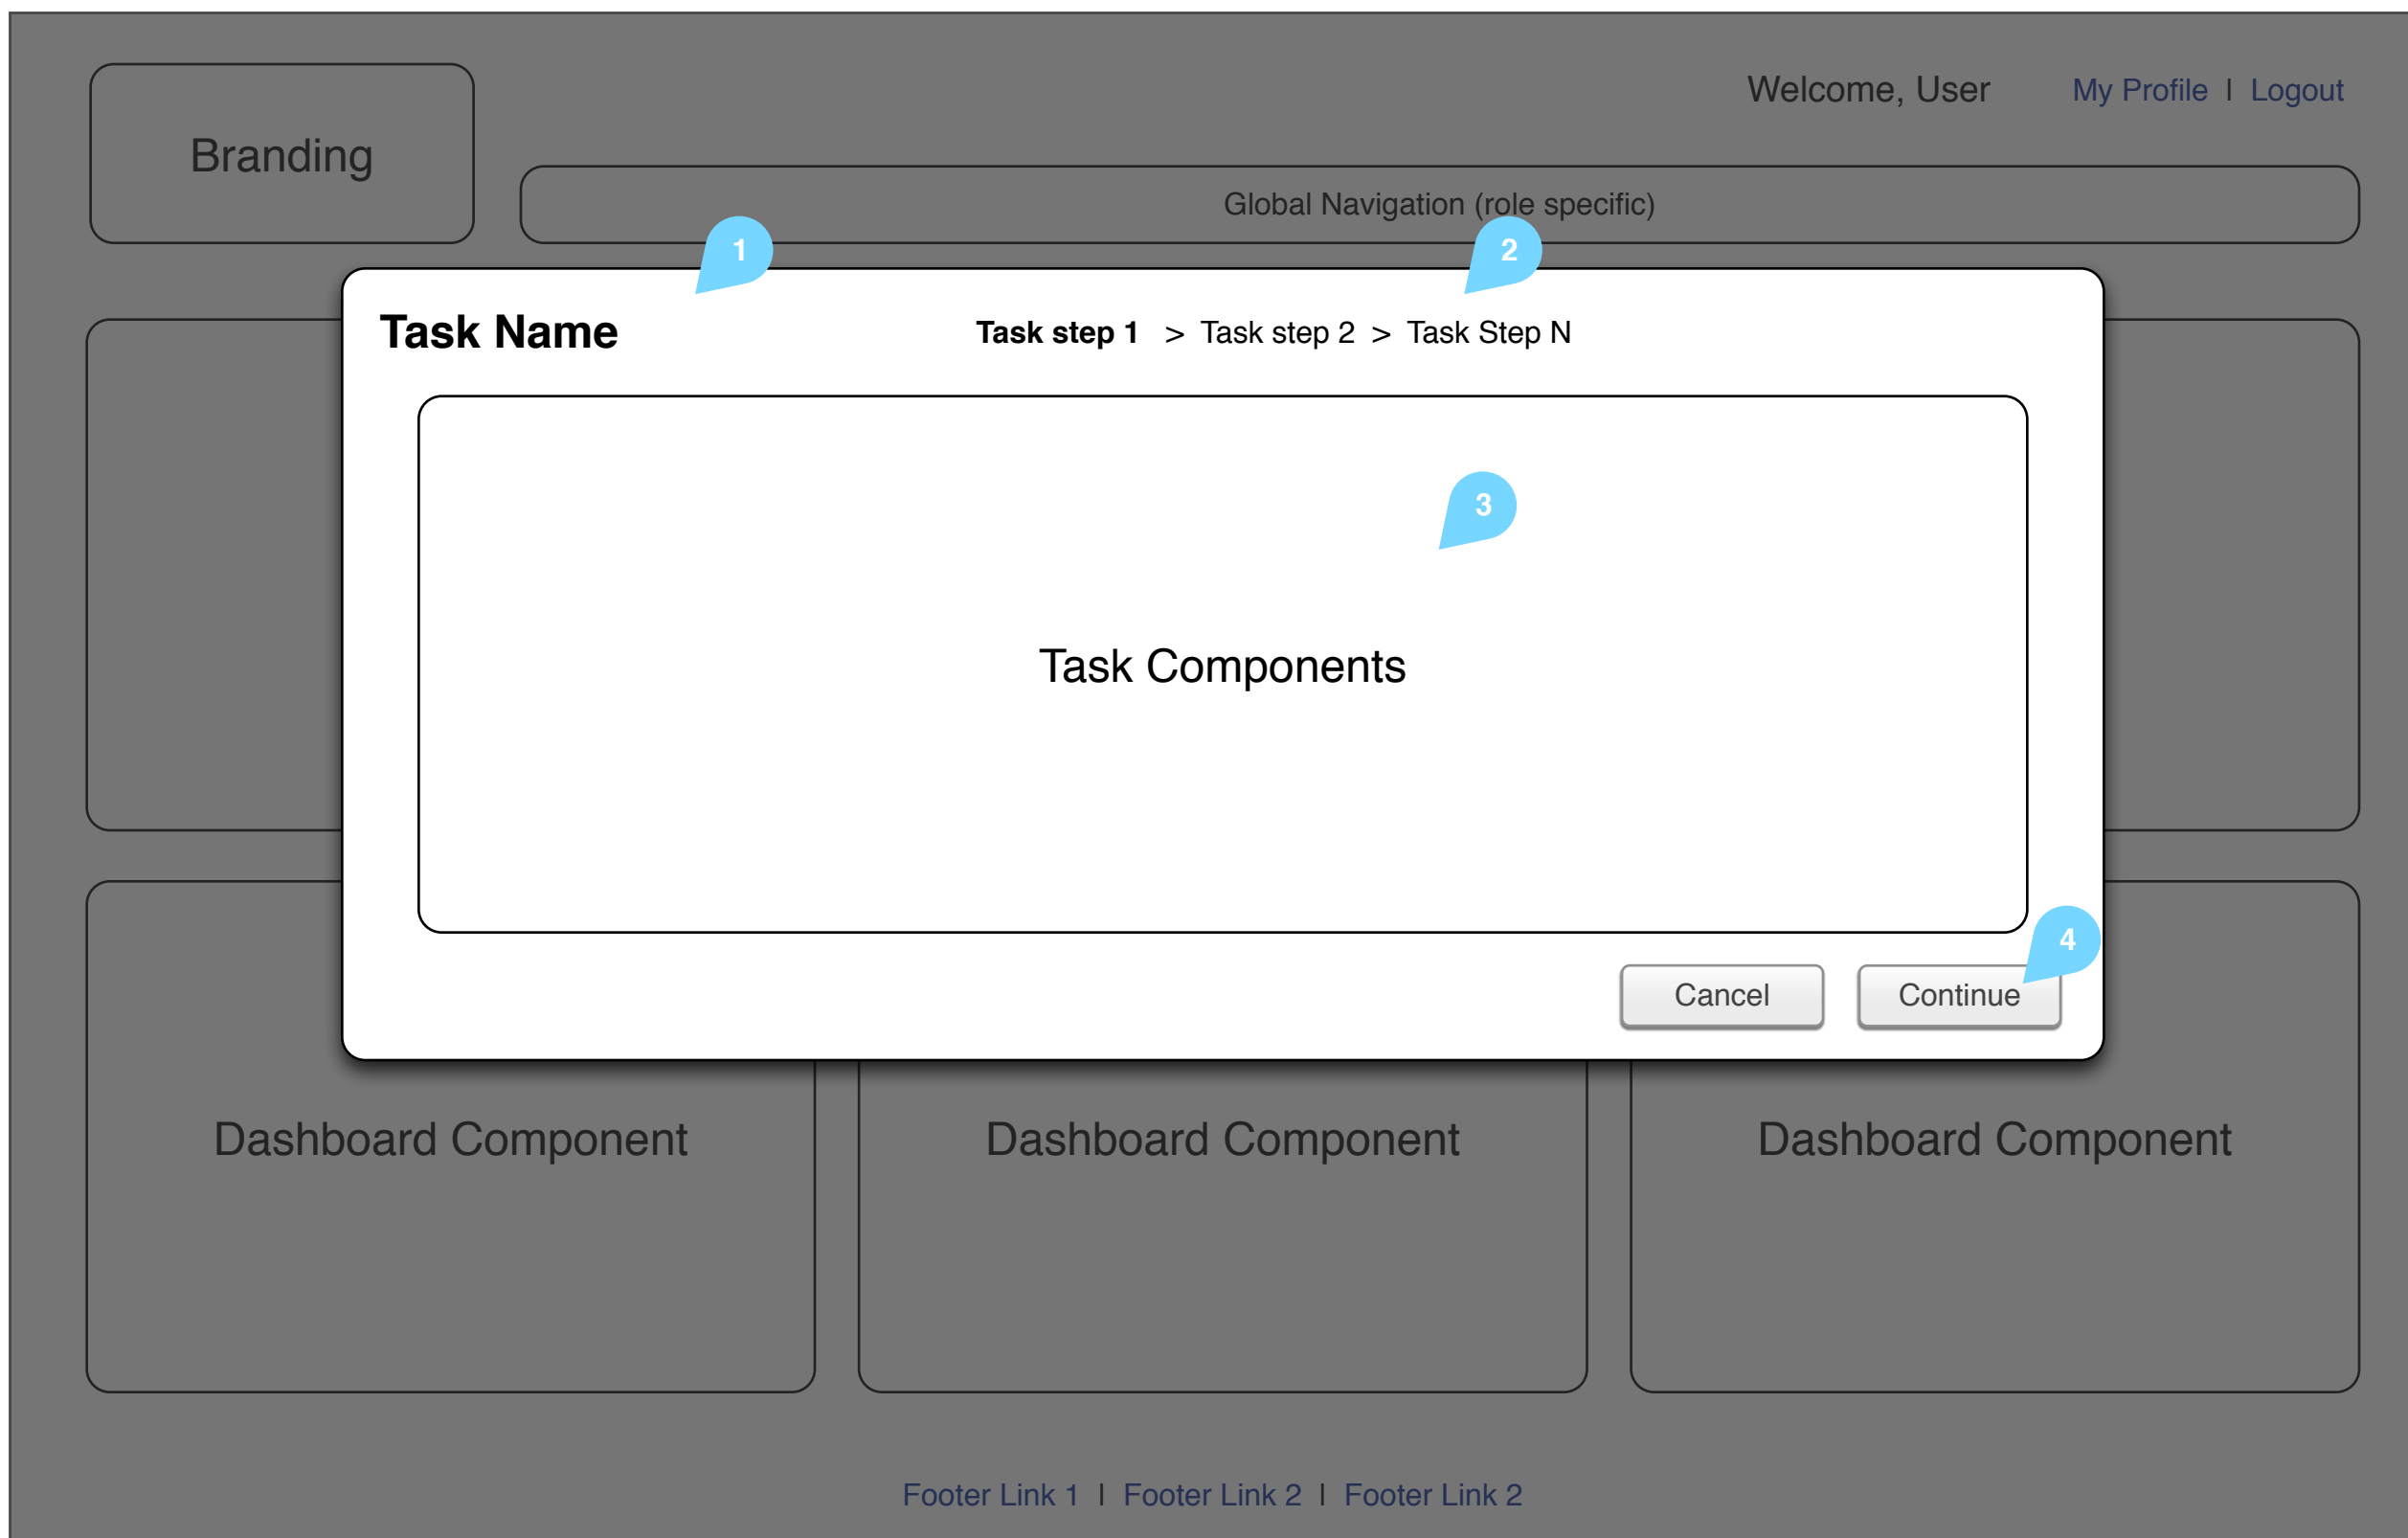 Welcome, User My Profile | Logout
Branding
Global Navigation (role specific)
1
2
Task Name
Task step 1 > Task step 2 > Task Step N
3
Task Components
4
Cancel
Continue
Dashboard Component
Dashboard Component
Dashboard Component
Footer Link 1 | Footer Link 2 | Footer Link 2